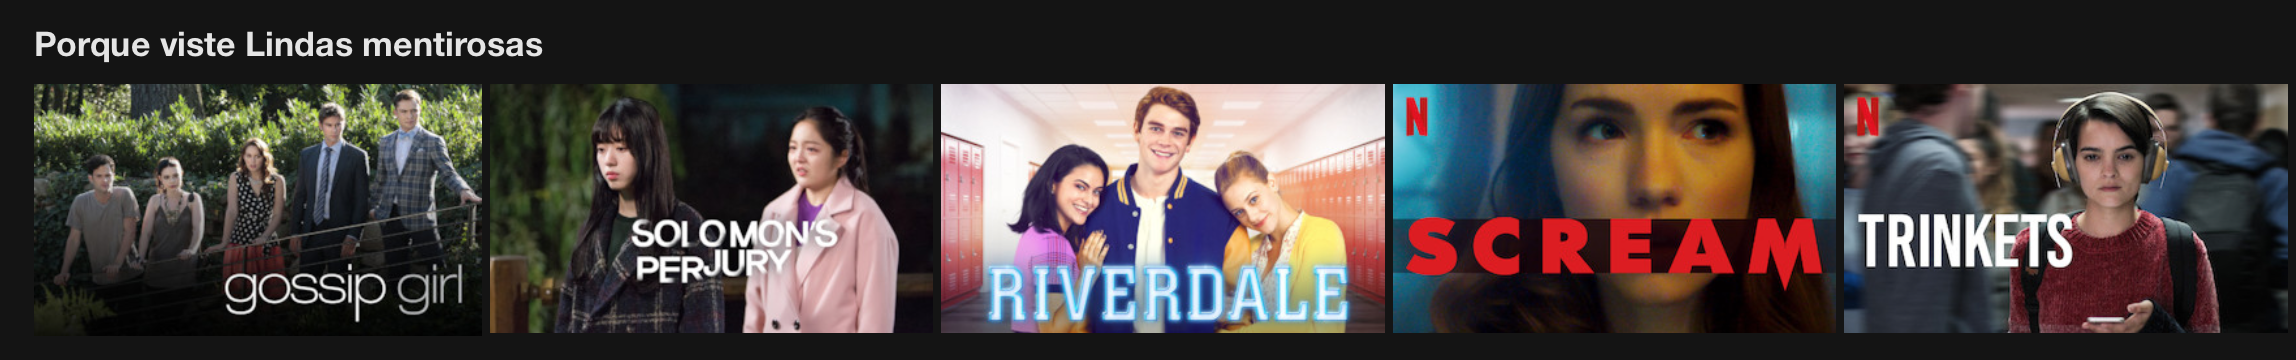 Porque viste Lindas mentirosas
gossip girl
SOLOMON'S
PERJURY
RIVERDALE
N
SCREAM
N
TRINKETS